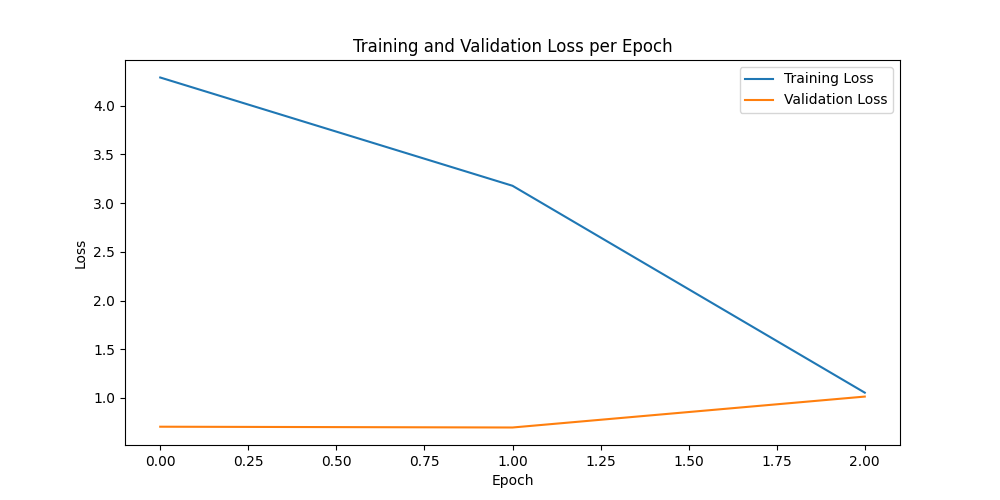 Training and Validation Loss per Epoch
Training Loss
Validation Loss
4.0
3.5
3.0
2.5
2.0
1.5
1.0
Loss
0.00 0.25 0.50 0.75 1.00 1.25 1.50 1.75 2.00
Epoch